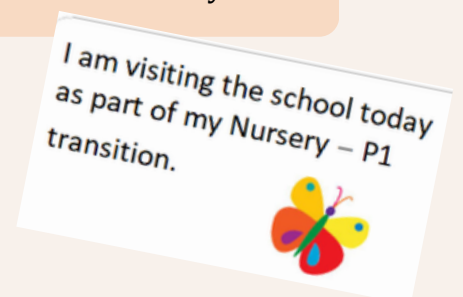 I am visiting the school today
as part of my Nursery – P1
transition.